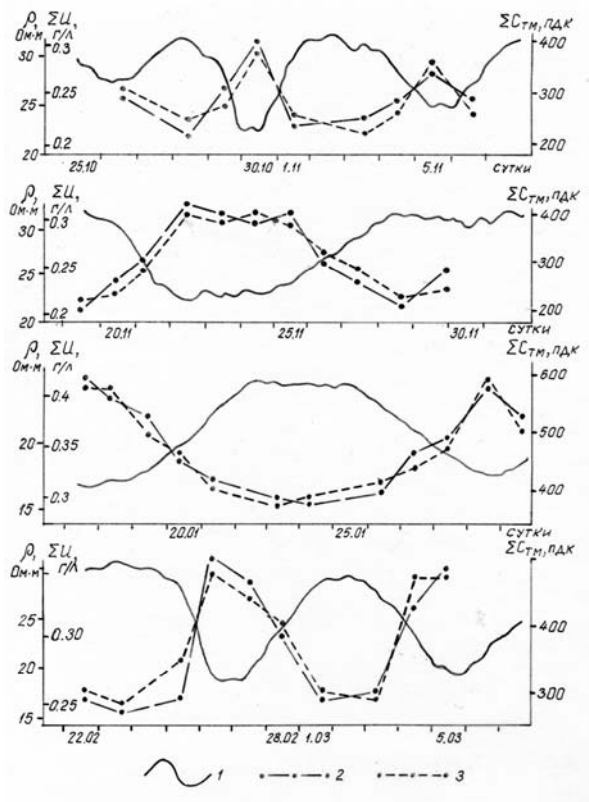 ρ, ΣИ, ΣСтм, пдк
Ом·м г/л
30 0.3 400
25 0.25 300
20 0.2 200
25.10 30.10 1.11 5.11 сутки
ρ, ΣИ, ΣСтм, пдк
Ом·м г/л
30 0.3 400
25 0.25 300
20 0.2 200
20.11 25.11 30.11
сутки
ρ, ΣИ, ΣСтм, пдк
Ом·м г/л
0.4 600
20 0.35 500
15 0.3 400
20.01 25.01 сутки
ρ, ΣИ, ΣСтм, пдк
Ом·м г/л
25 0.30 400
20
15 0.25 300
22.02 28.02 1.03 5.03
1 2 3